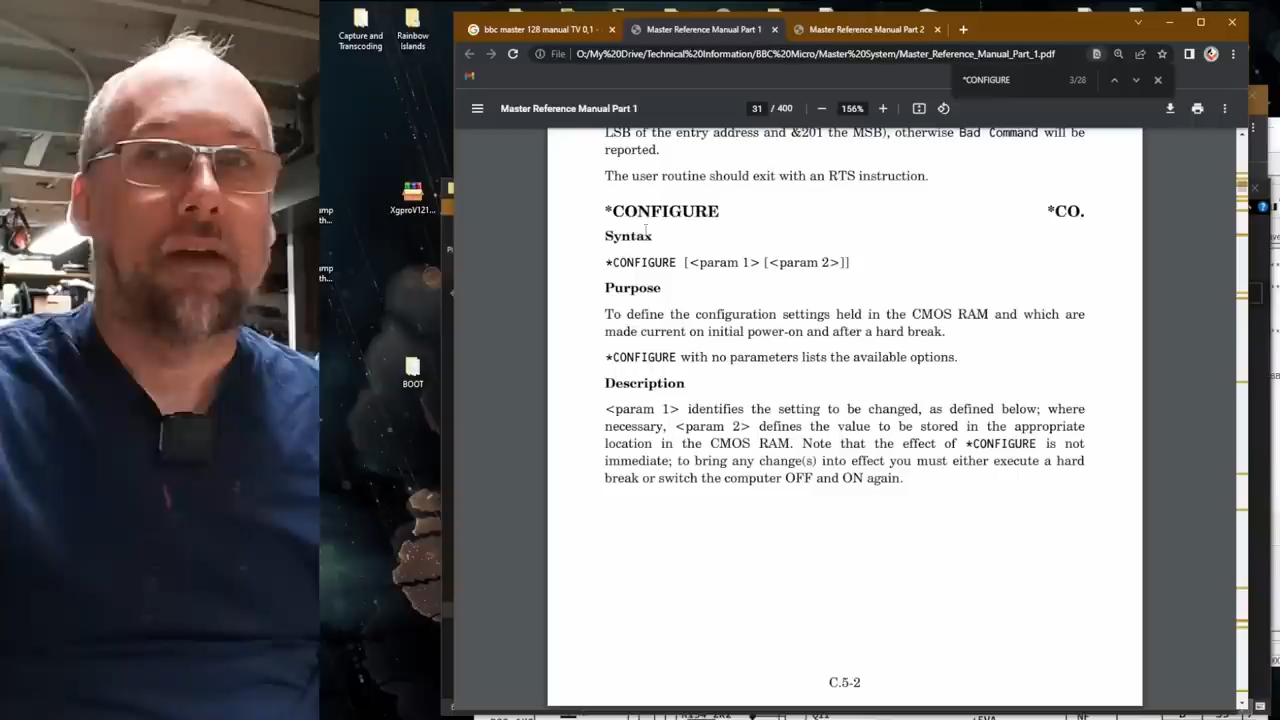 Capture and
Transcoding
Rainbow
Islands
XgproV121...
BOOT
ump
th...
ump
th...
bbc master 128 manual TV 0,1 -
Master Reference Manual Part 1
Master Reference Manual Part 2
File
O:/My%20Drive/Technical%20Information/BBC%20Micro/Master%20System/Master_Reference_Manual_Part_1.pdf
*CONFIGURE
3/28
Master Reference Manual Part 1
31 / 400
156%
LSB of the entry address and &201 the MSB), otherwise Bad Command will be
reported.
The user routine should exit with an RTS instruction.
*CONFIGURE *CO.
Syntax
*CONFIGURE [<param 1> [<param 2>]]
Purpose
To define the configuration settings held in the CMOS RAM and which are
made current on initial power-on and after a hard break.
*CONFIGURE with no parameters lists the available options.
Description
<param 1> identifies the setting to be changed, as defined below; where
necessary, <param 2> defines the value to be stored in the appropriate
location in the CMOS RAM. Note that the effect of *CONFIGURE is not
immediate; to bring any change(s) into effect you must either execute a hard
break or switch the computer OFF and ON again.
C.5-2